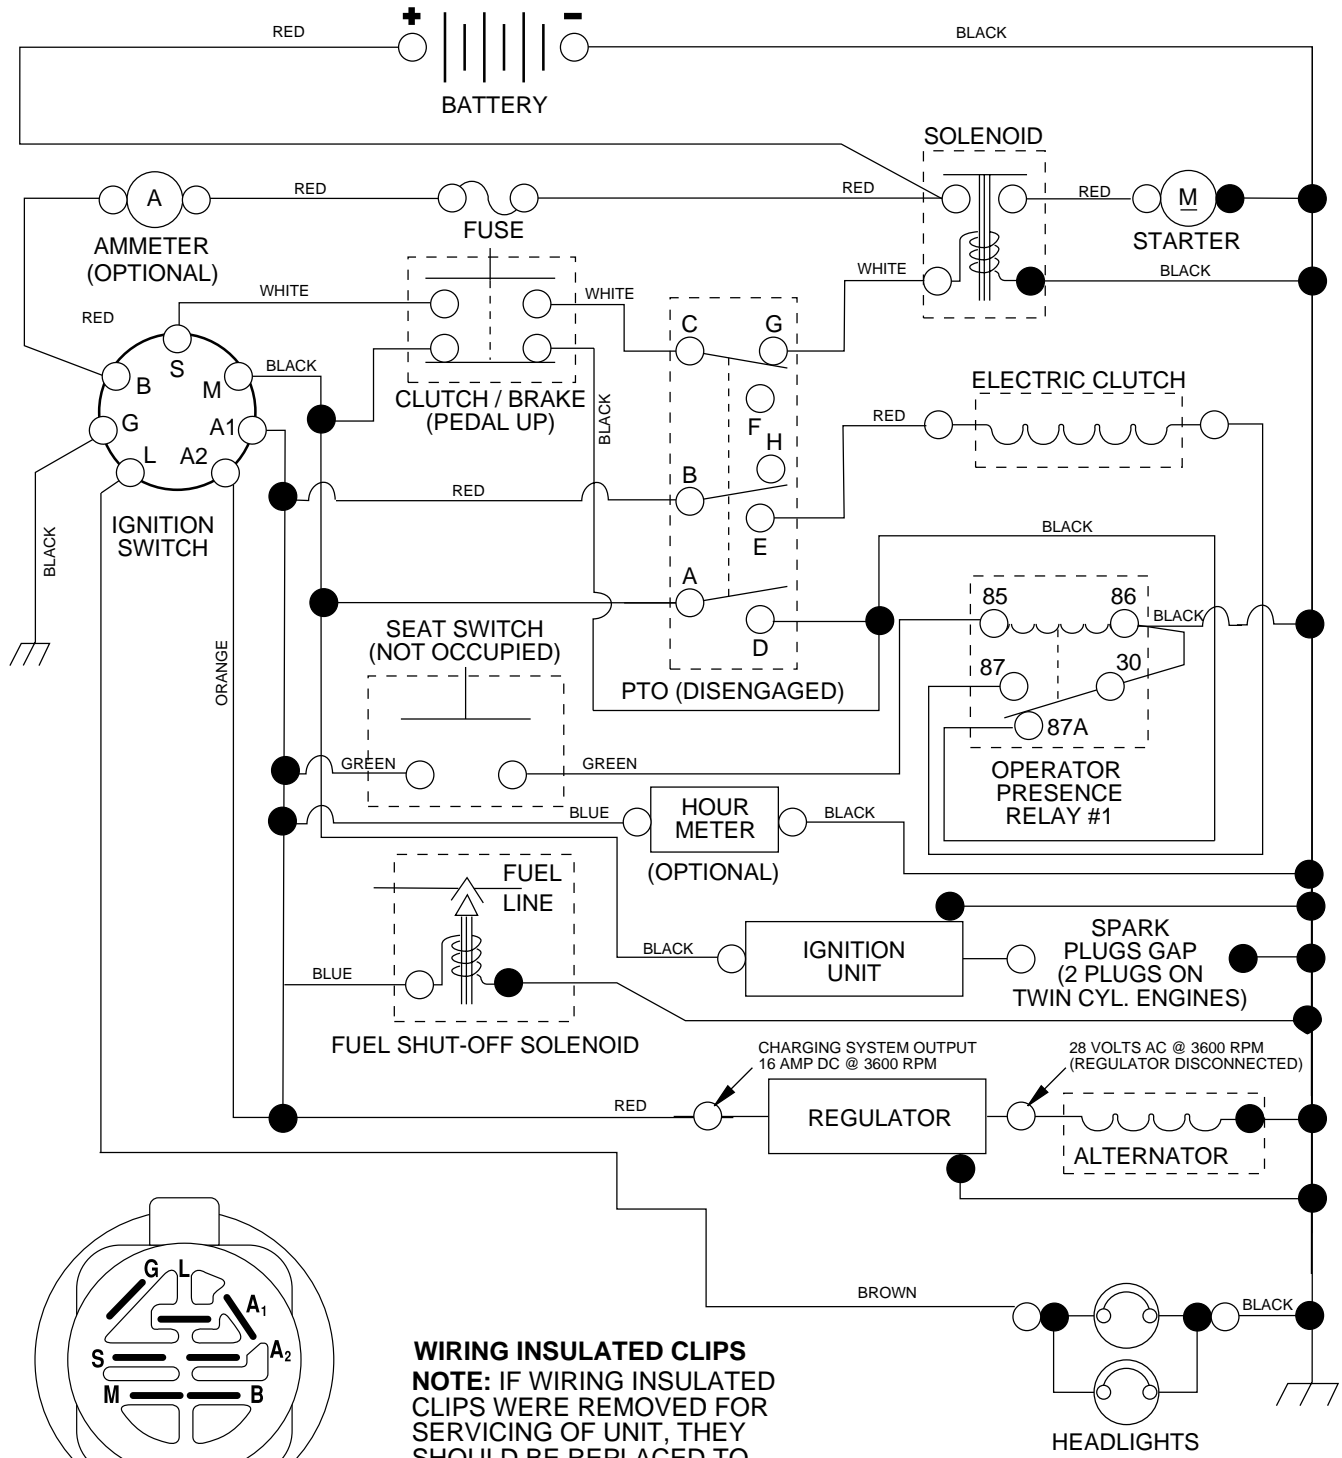 RED
BLACK
BATTERY
SOLENOID
A
RED
FUSE
RED
RED
M
STARTER
AMMETER
(OPTIONAL)
WHITE
WHITE
WHITE
BLACK
RED
S
B
M
G
A1
L
A2
BLACK
CLUTCH / BRAKE
(PEDAL UP)
BLACK
C
G
F
H
B
E
A
D
RED
ELECTRIC CLUTCH
IGNITION
SWITCH
BLACK
RED
BLACK
ORANGE
SEAT SWITCH
(NOT OCCUPIED)
PTO (DISENGAGED)
85
86
BLACK
87
30
87A
OPERATOR
PRESENCE
RELAY #1
GREEN
GREEN
BLUE
HOUR
METER
BLACK
(OPTIONAL)
FUEL
LINE
BLUE
FUEL SHUT-OFF SOLENOID
BLACK
IGNITION
UNIT
SPARK
PLUGS GAP
(2 PLUGS ON
TWIN CYL. ENGINES)
CHARGING SYSTEM OUTPUT
16 AMP DC @ 3600 RPM
28 VOLTS AC @ 3600 RPM
(REGULATOR DISCONNECTED)
RED
REGULATOR
ALTERNATOR
G
L
A1
S
A2
M
B
BROWN
BLACK
HEADLIGHTS
WIRING INSULATED CLIPS
NOTE: IF WIRING INSULATED
CLIPS WERE REMOVED FOR
SERVICING OF UNIT, THEY
SHOULD BE REPLACED TO